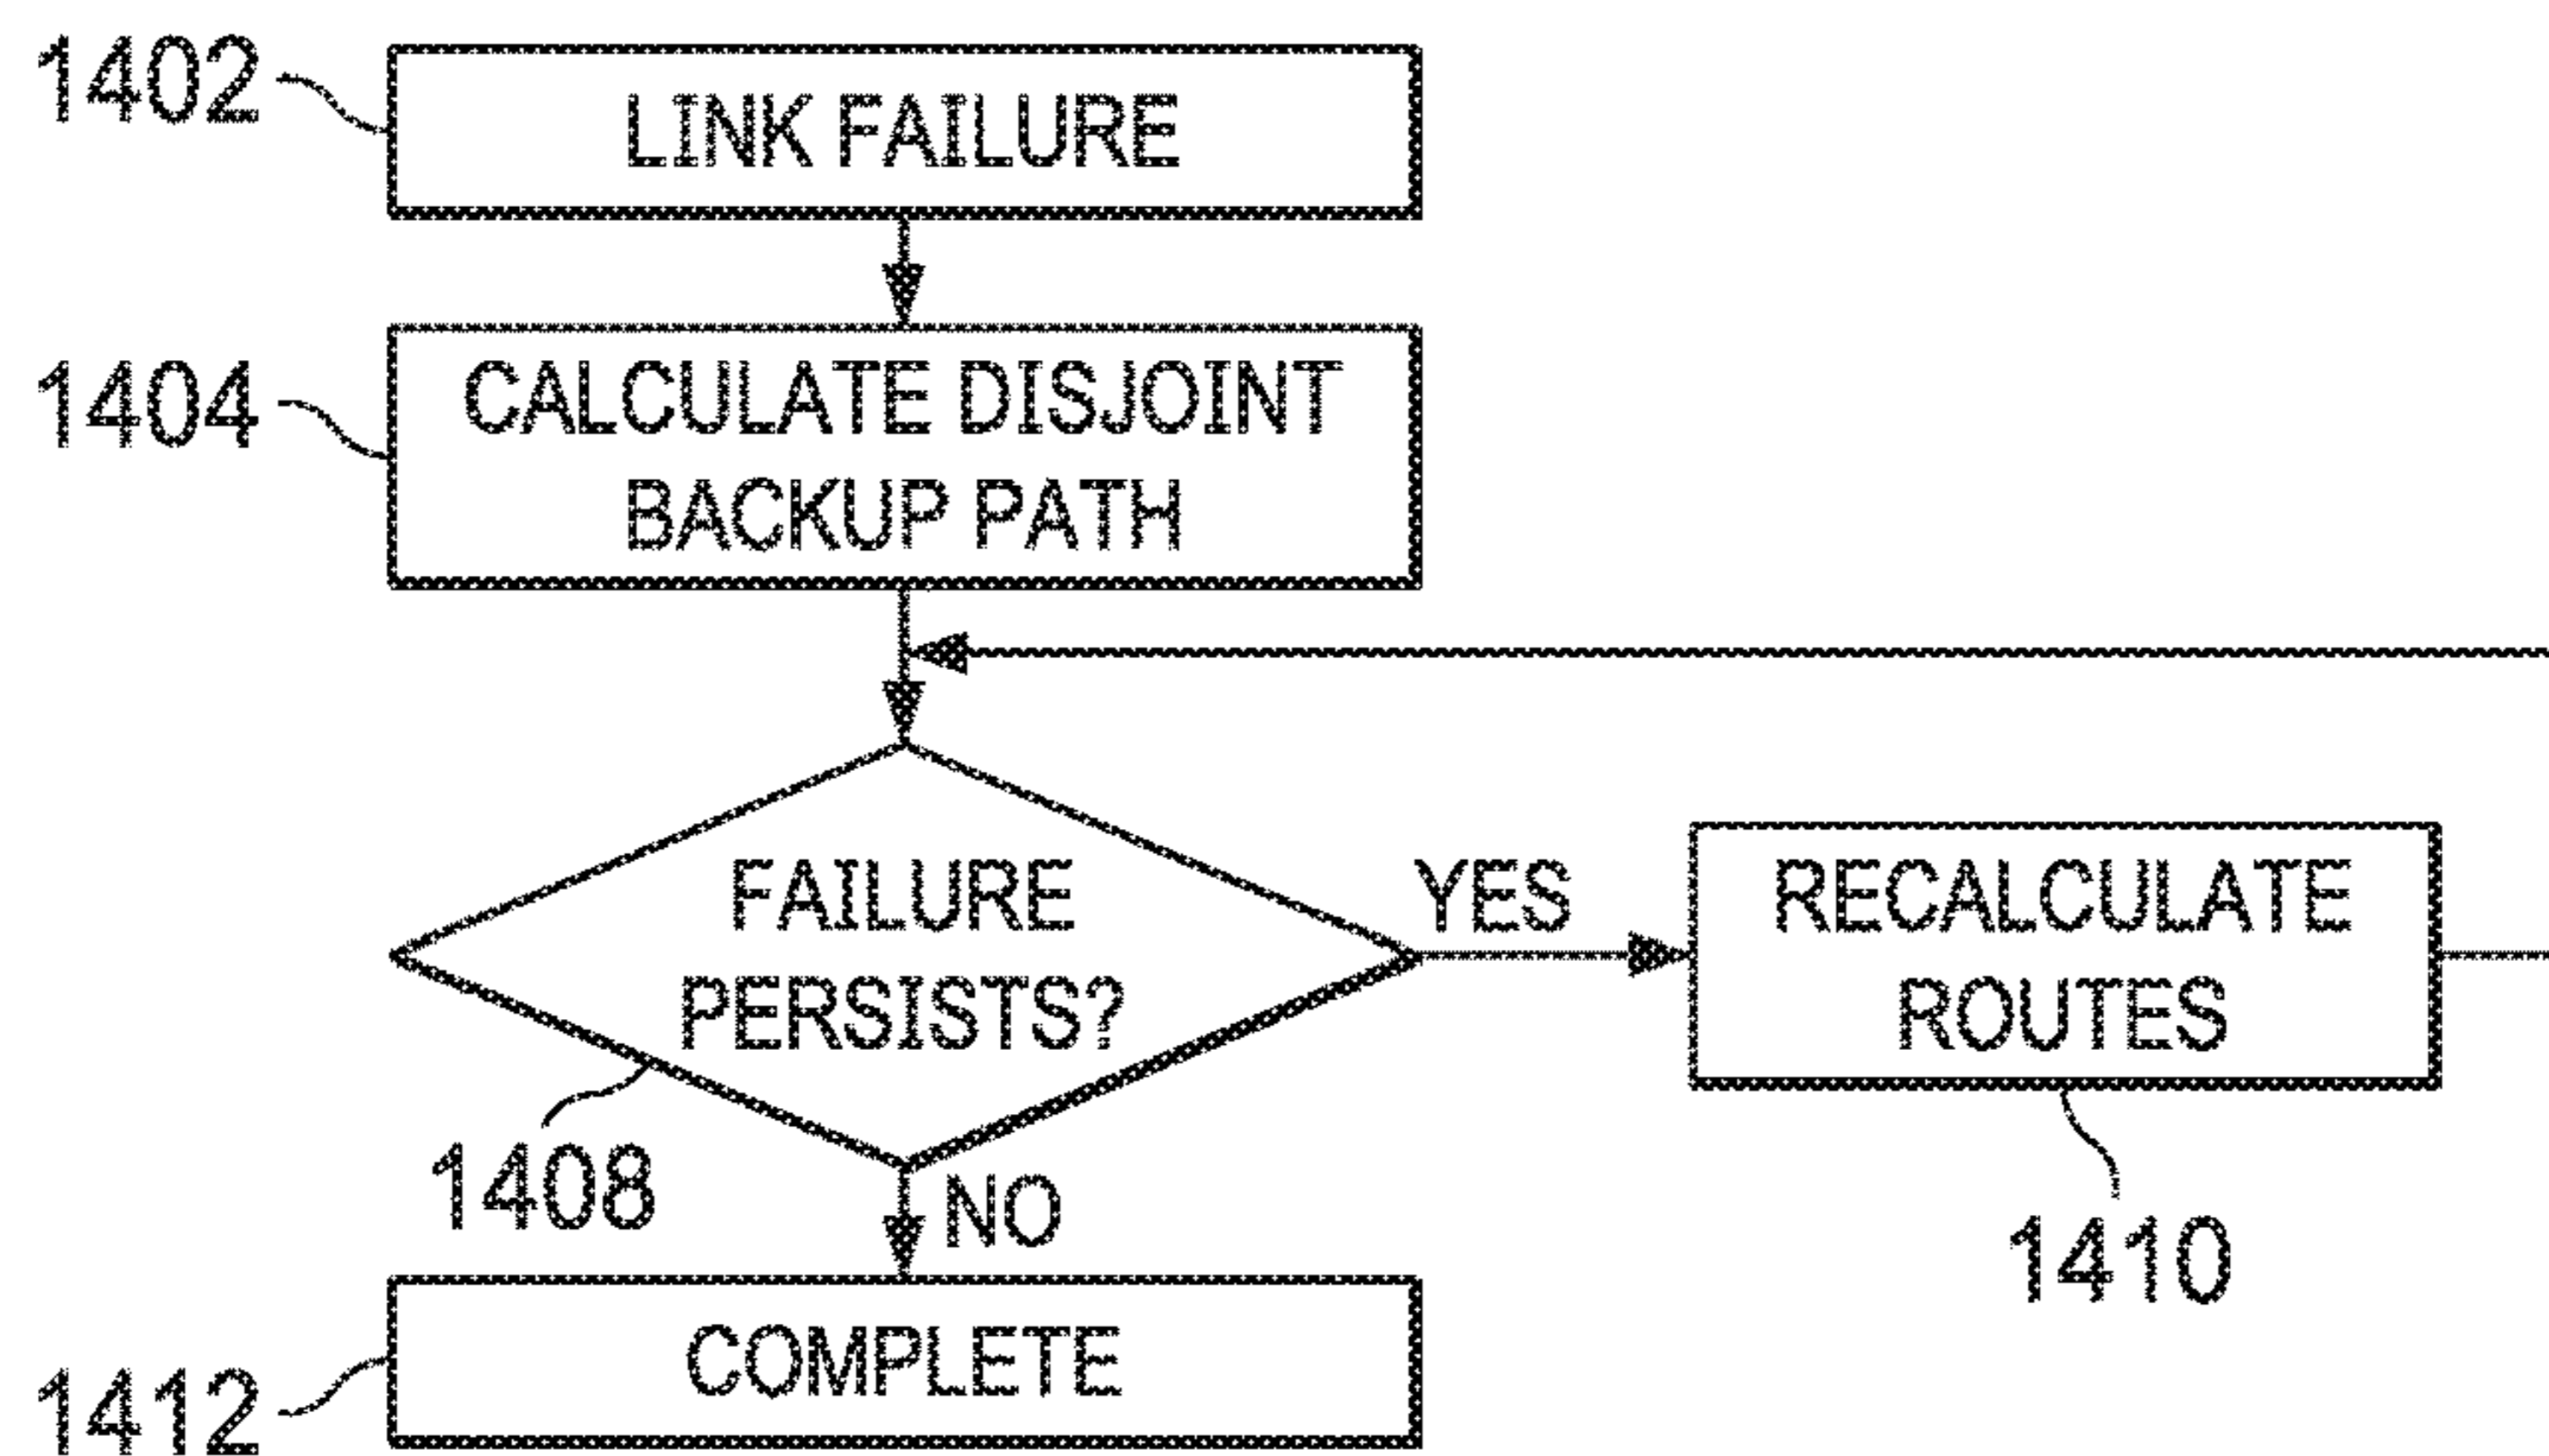 1402
LINK FAILURE
1404
CALCULATE DISJOINT
BACKUP PATH
FAILURE
PERSISTS?
YES
RECALCULATE
ROUTES
1408
NO
1410
COMPLETE
1412